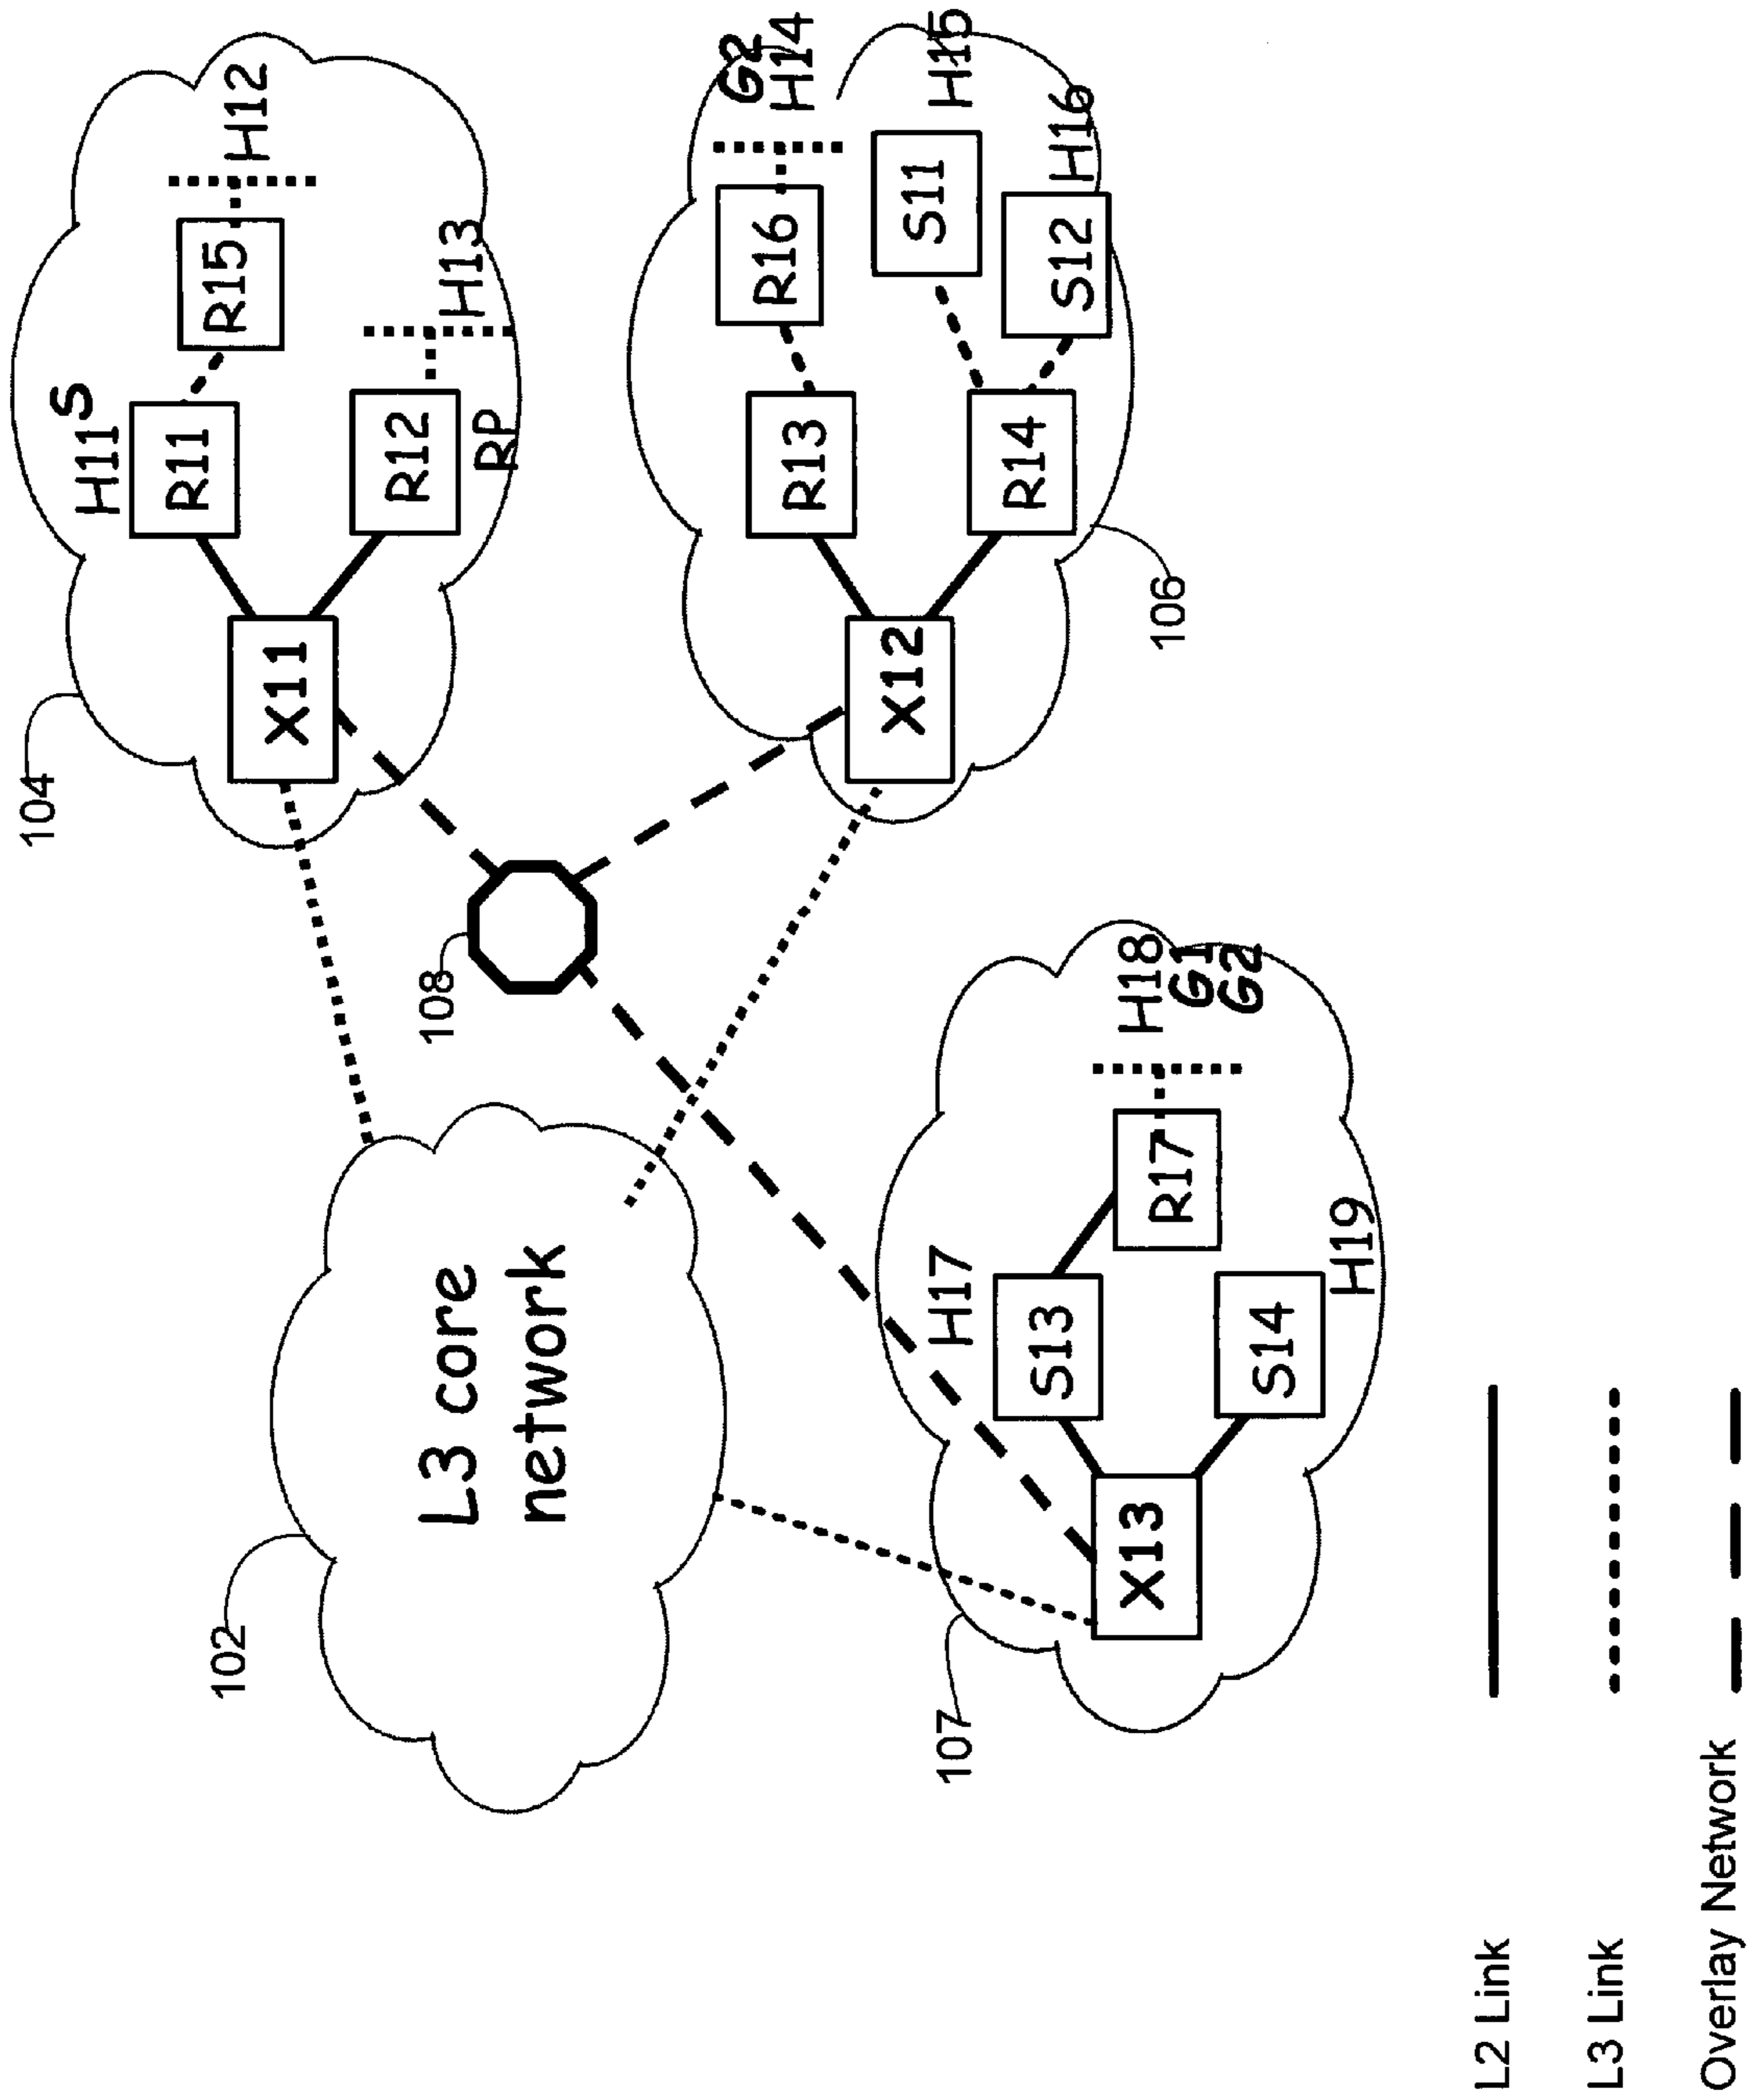 102
L3 core
network
104
X11
H11
S
R11
R12
RP
R15
H12
H13
108
106
X12
R13
R14
R16
G2
H14
S11
H15
S12
H16
107
X13
H17
S13
S14
H19
R17
H18
G1
G2
L2 Link
L3 Link
Overlay Network